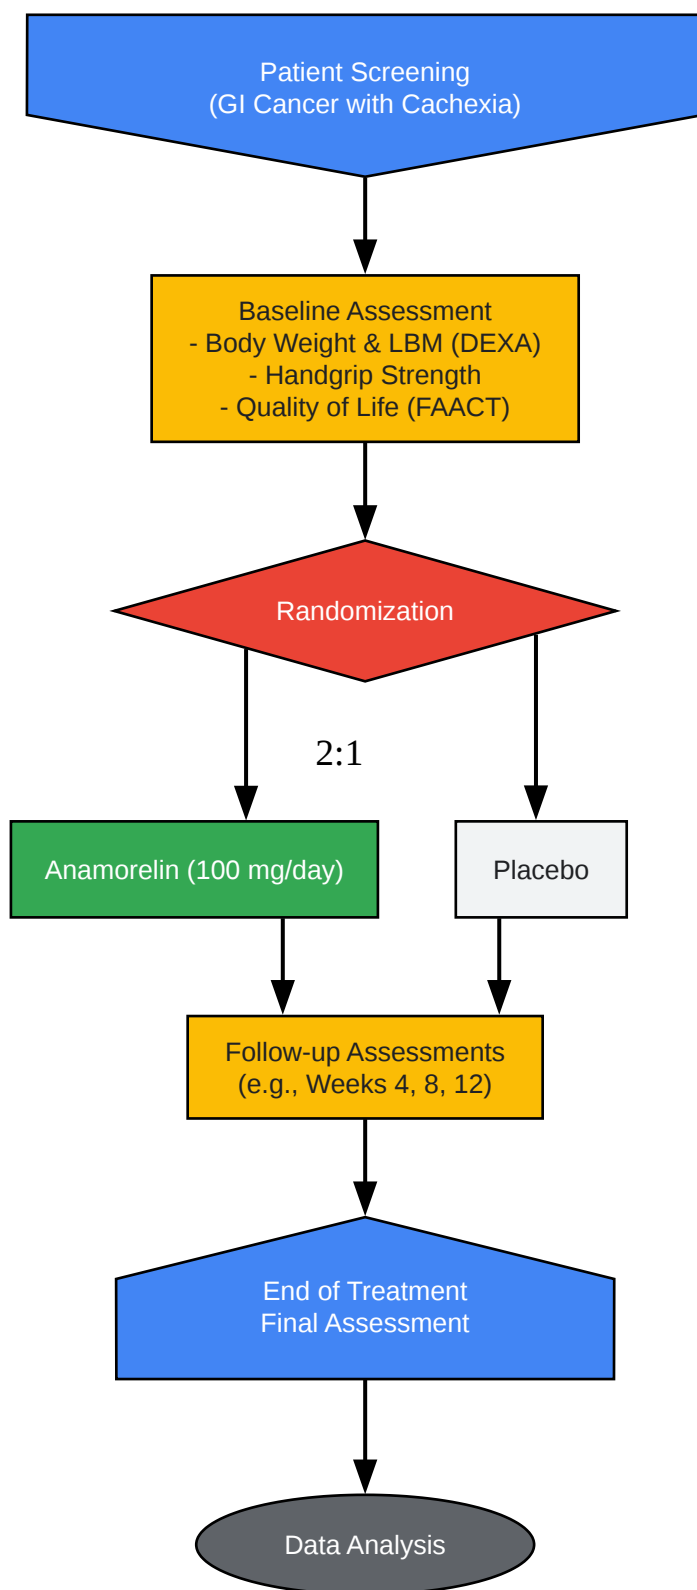 Patient Screening
(GI Cancer with Cachexia)
Baseline Assessment
- Body Weight & LBM (DEXA)
- Handgrip Strength
- Quality of Life (FAACT)
Randomization
2:1
Anamorelin (100 mg/day)
Placebo
Follow-up Assessments
(e.g., Weeks 4, 8, 12)
End of Treatment
Final Assessment
Data Analysis